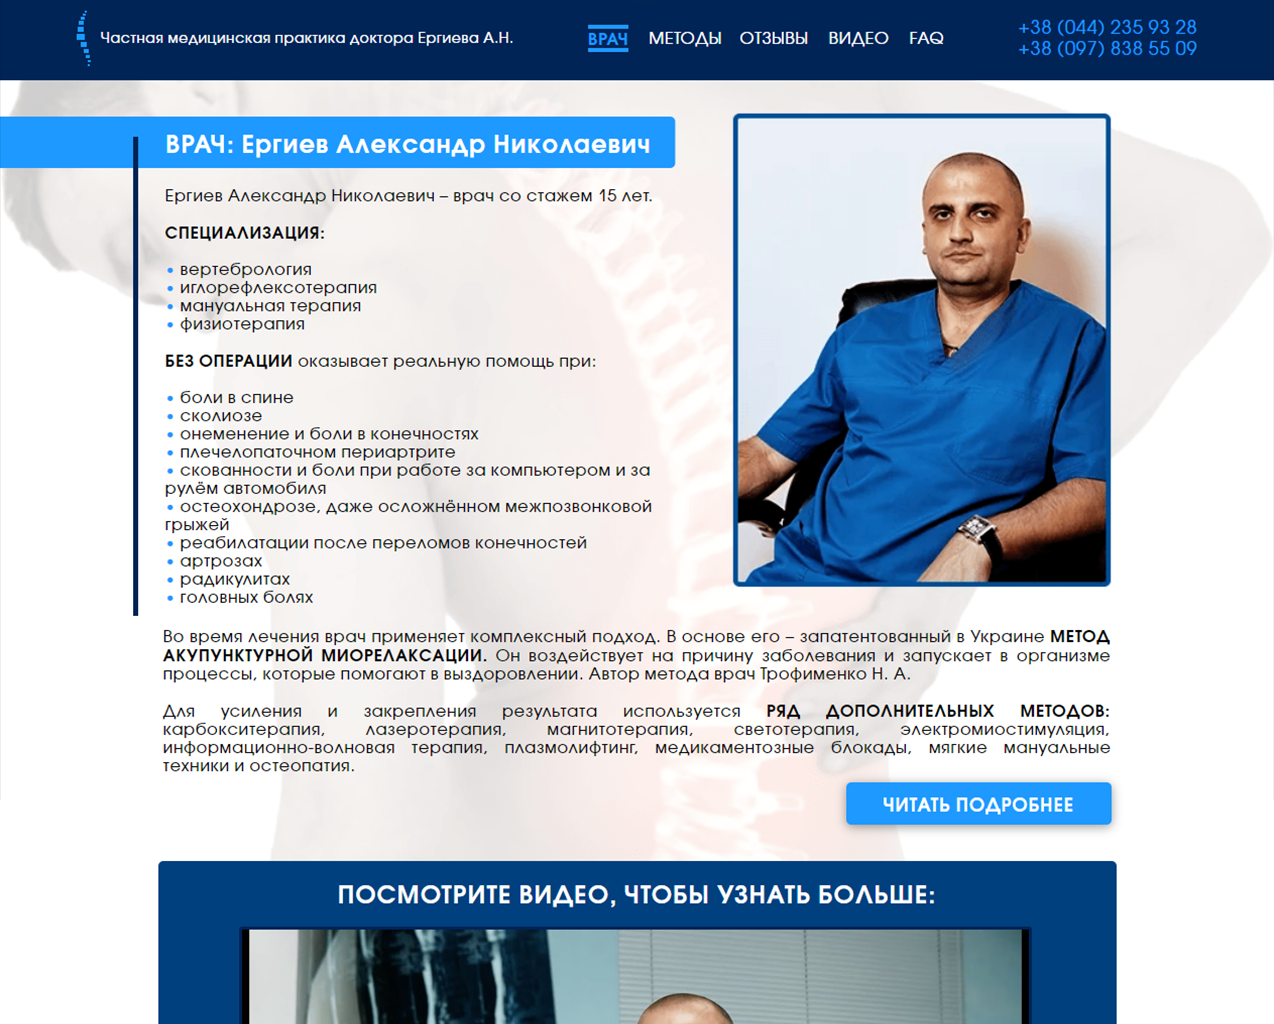 Частная медицинская практика доктора Ергиева А.Н.
ВРАЧ МЕТОДЫ ОТЗЫВЫ ВИДЕО FAQ
+38 (044) 235 93 28
+38 (097) 838 55 09
ВРАЧ: Ергиев Александр Николаевич
Ергиев Александр Николаевич – врач со стажем 15 лет.
СПЕЦИАЛИЗАЦИЯ:
• вертебрология
• иглорефлексотерапия
• мануальная терапия
• физиотерапия
БЕЗ ОПЕРАЦИИ оказывает реальную помощь при:
• боли в спине
• сколиозе
• онеменение и боли в конечностях
• плечелопаточном периартрите
• скованности и боли при работе за компьютером и за
рулём автомобиля
• остеохондрозе, даже осложнённом межпозвонковой
грыжей
• реабилатации после переломов конечностей
• артрозах
• радикулитах
• головных болях
Во время лечения врач применяет комплексный подход. В основе его – запатентованный в Украине МЕТОД
АКУПУНКТУРНОЙ МИОРЕЛАКСАЦИИ. Он воздействует на причину заболевания и запускает в организме
процессы, которые помогают в выздоровлении. Автор метода врач Трофименко Н. А.
Для усиления и закрепления результата используется РЯД ДОПОЛНИТЕЛЬНЫХ МЕТОДОВ:
карбокситерапия, лазеротерапия, магнитотерапия, светотерапия, электромиостимуляция,
информационно-волновая терапия, плазмолифтинг, медикаментозные блокады, мягкие мануальные
техники и остеопатия.
ЧИТАТЬ ПОДРОБНЕЕ
ПОСМОТРИТЕ ВИДЕО, ЧТОБЫ УЗНАТЬ БОЛЬШЕ: